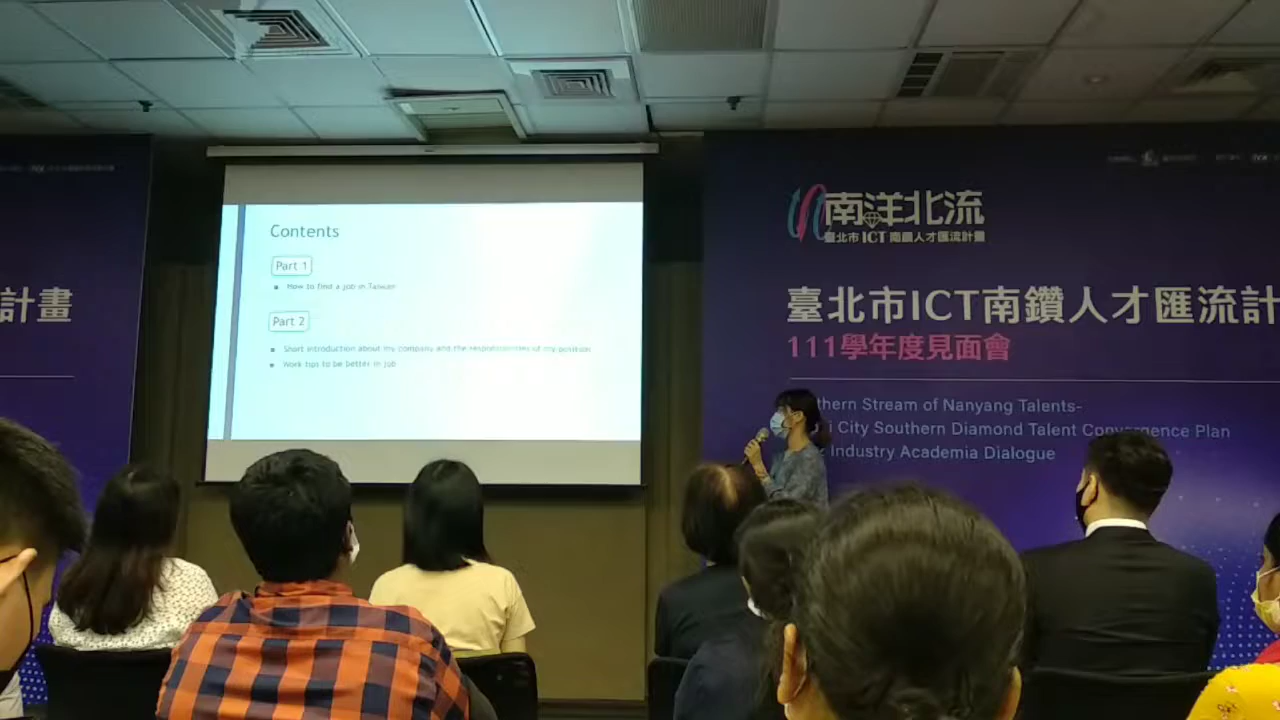 計畫
Contents
Part 1
How to find a job in Taiwan
Part 2
Short introduction about my company and the responsibilities of my position
Work tips to be better in job
南洋北流
臺北市 ICT 南鑽人才匯流計畫
臺北市ICT南鑽人才匯流計
111學年度見面會
thern Stream of Nanyang Talents-
i City Southern Diamond Talent Convergence Plan
Industry Academia Dialogue